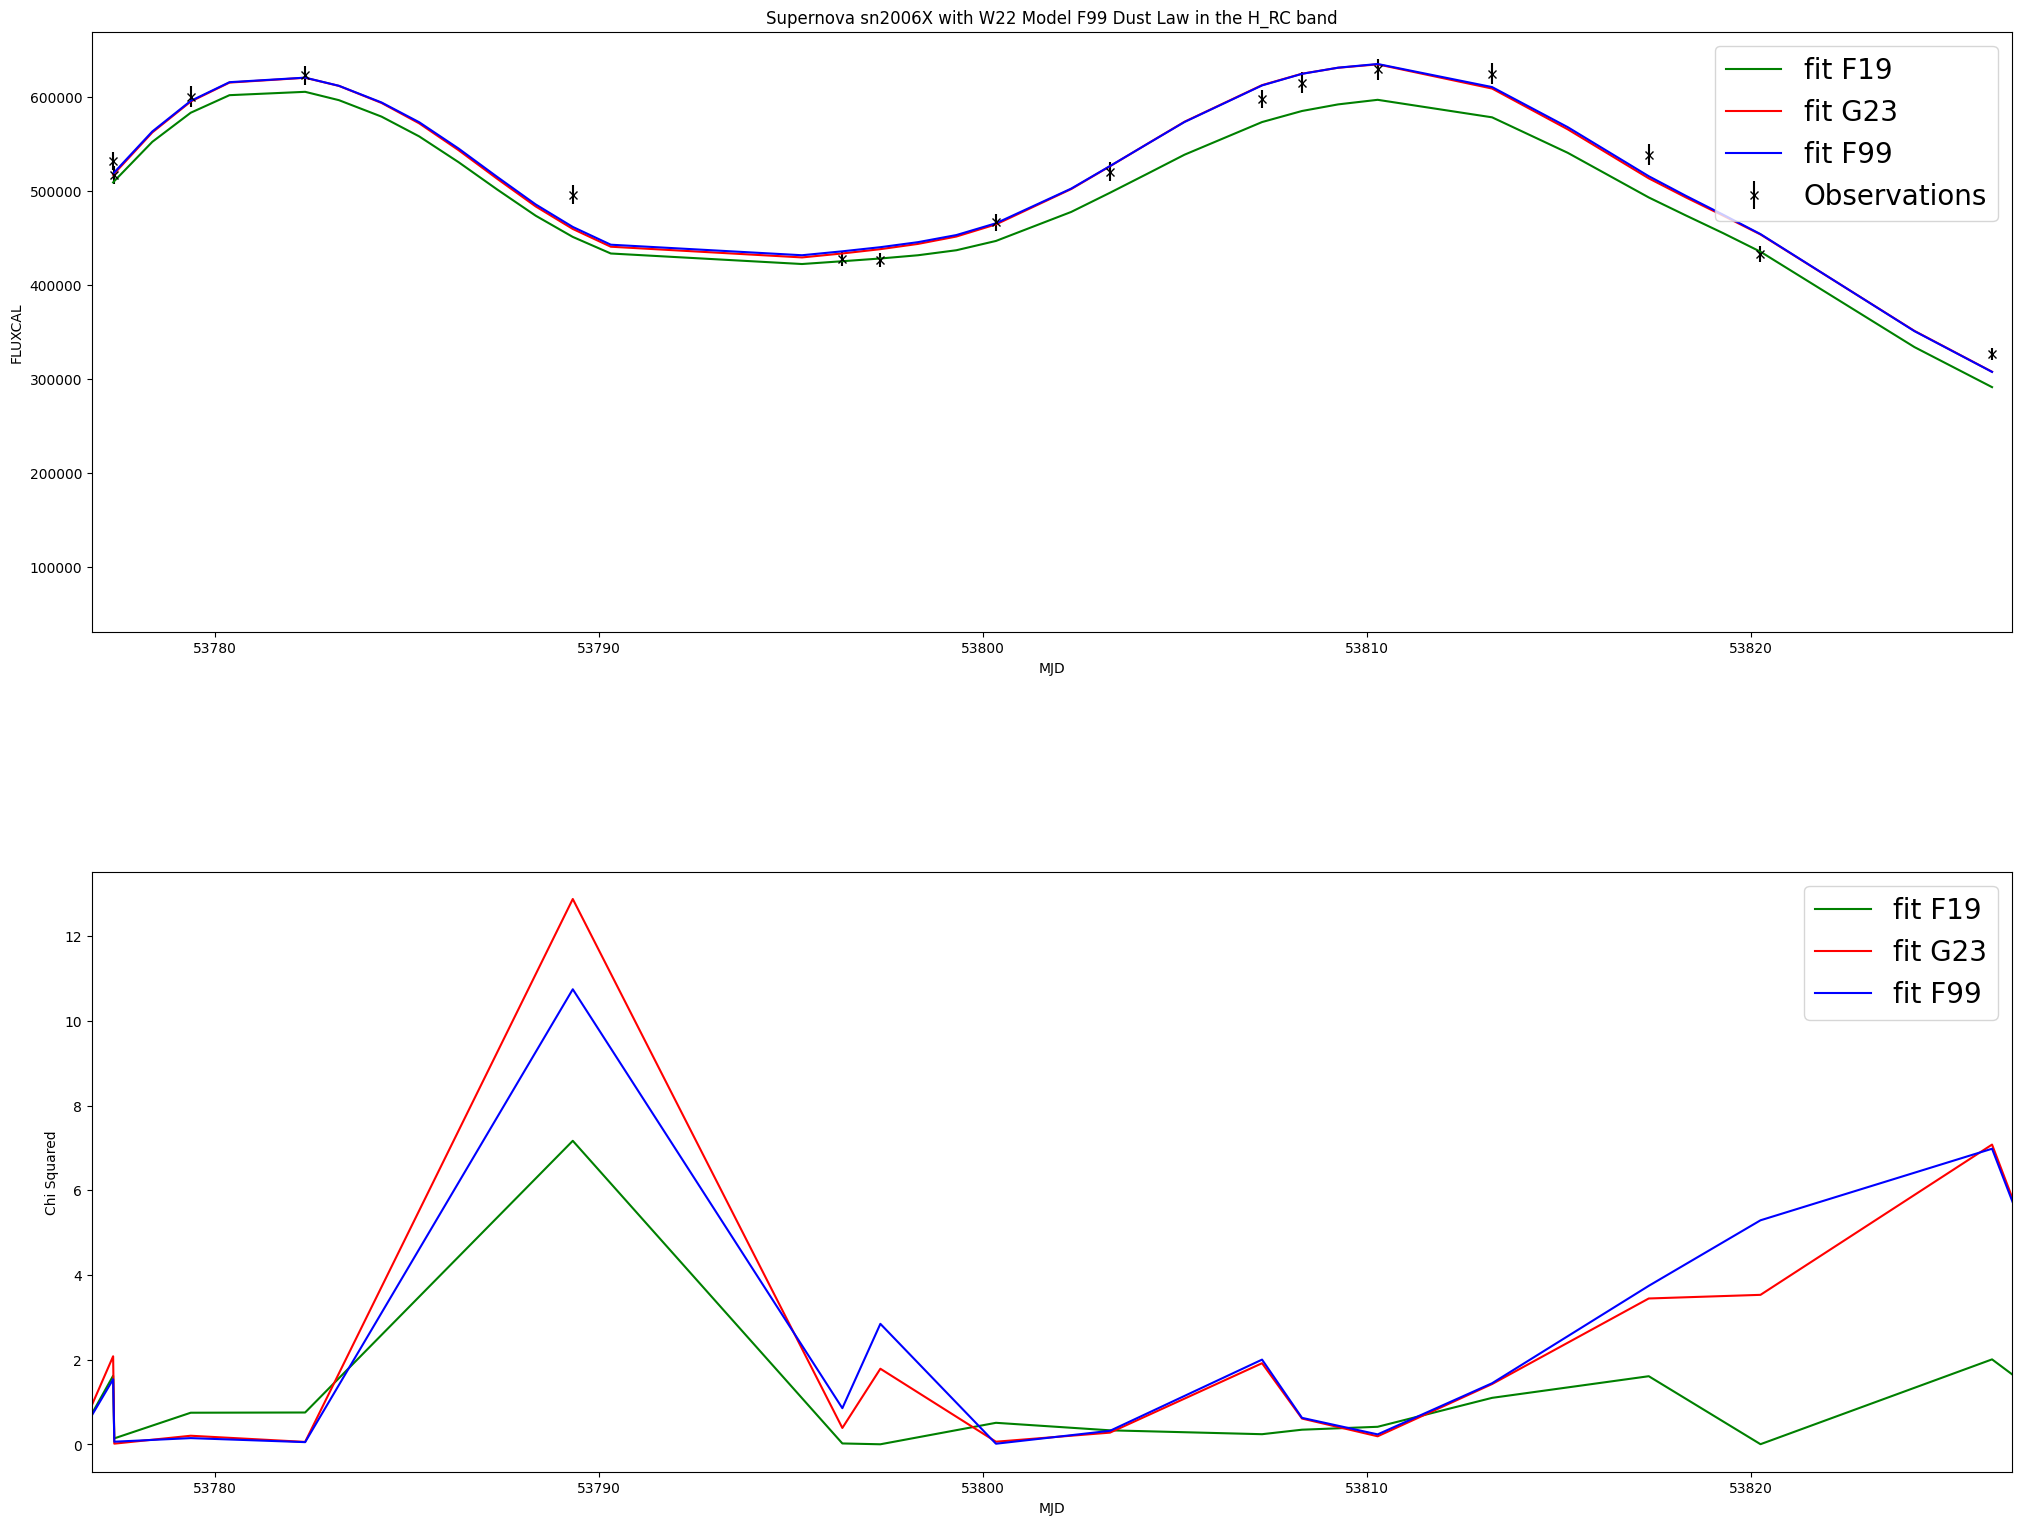 Supernova sn2006X with W22 Model F99 Dust Law in the H_RC band
fit F19
fit G23
fit F99
Observations
600000
500000
400000
300000
200000
100000
FLUXCAL
53780 53790 53800 53810 53820
MJD
fit F19
fit G23
fit F99
12
10
8
6
4
2
0
Chi Squared
53780 53790 53800 53810 53820
MJD